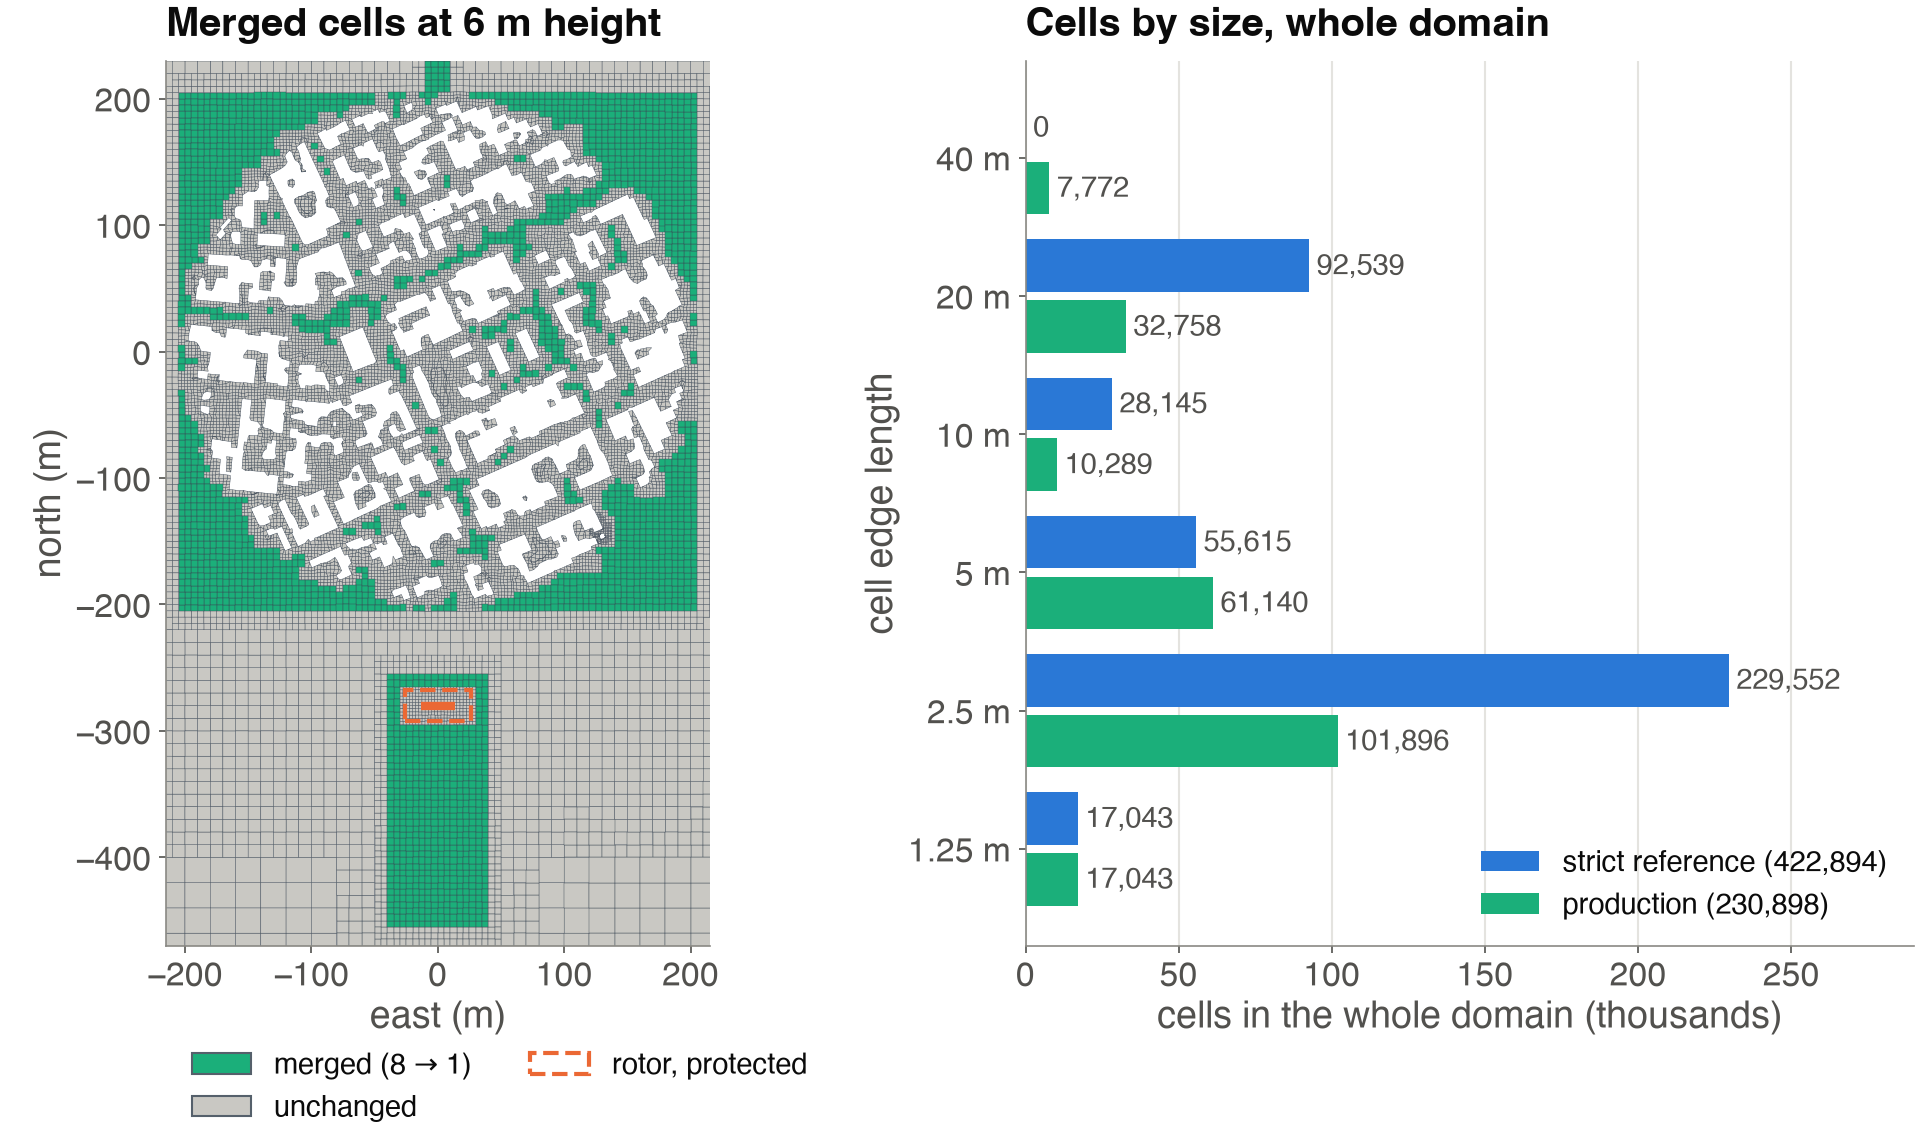 Merged cells at 6 m height
200
100
0
−100
−200
−300
−400
north (m)
−200
−100
0
100
200
east (m)
merged (8 → 1)
rotor, protected
unchanged
Cells by size, whole domain
cell edge length
40 m
0
7,772
20 m
92,539
32,758
10 m
28,145
10,289
5 m
55,615
61,140
2.5 m
229,552
101,896
1.25 m
17,043
17,043
strict reference (422,894)
production (230,898)
0
50
100
150
200
250
cells in the whole domain (thousands)